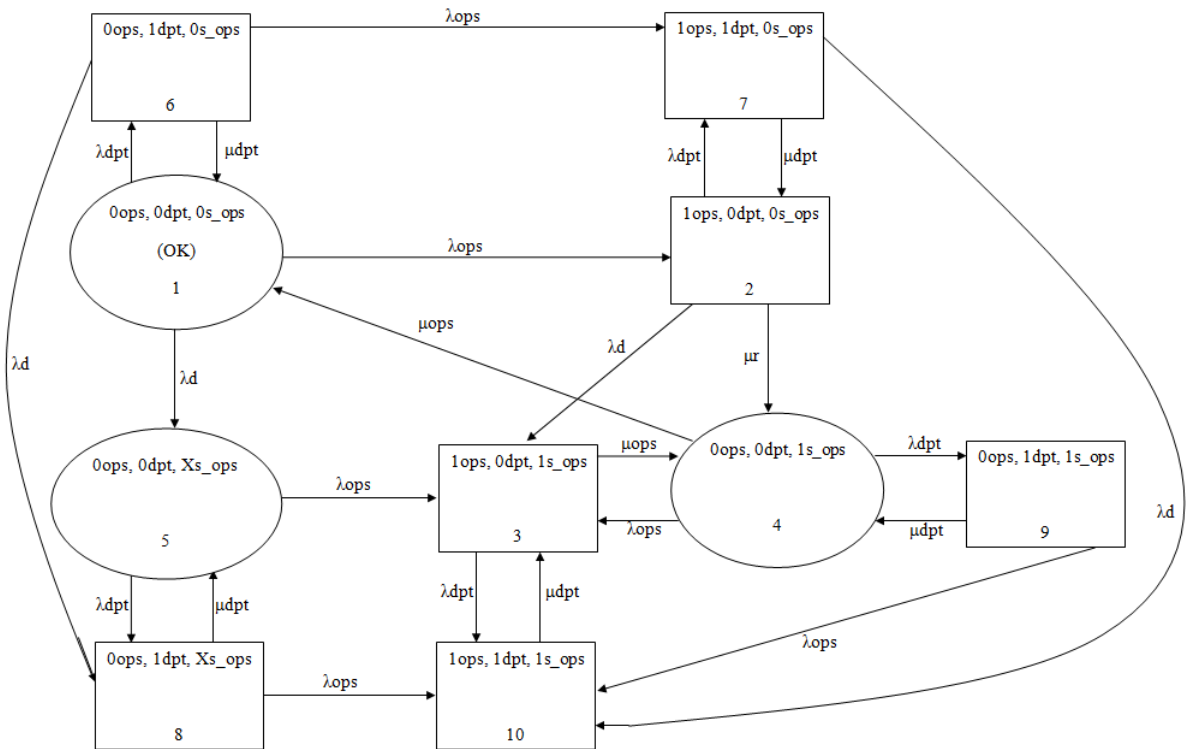 λops
0ops, 1dpt, 0s_ops
6
1ops, 1dpt, 0s_ops
7
λdpt
μdpt
λdpt
μdpt
0ops, 0dpt, 0s_ops
(OK)
1
λops
1ops, 0dpt, 0s_ops
2
μops
λd
μr
λd
λd
0ops, 0dpt, Xs_ops
5
λops
1ops, 0dpt, 1s_ops
3
μops
λops
0ops, 0dpt, 1s_ops
4
λdpt
μdpt
0ops, 1dpt, 1s_ops
9
λd
λdpt
μdpt
λdpt
μdpt
λops
0ops, 1dpt, Xs_ops
8
λops
1ops, 1dpt, 1s_ops
10